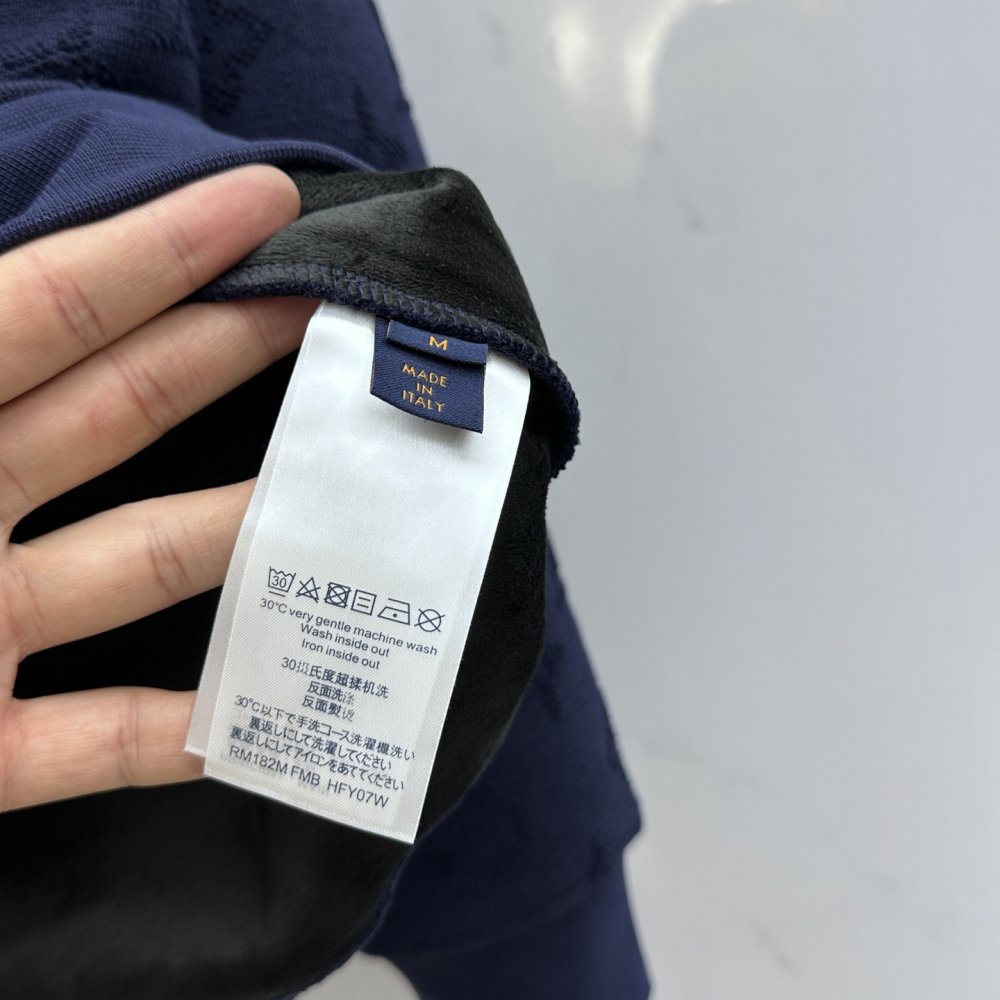 M
MADE
IN
ITALY
30
30°C very gentle machine wash
Wash inside out
Iron inside out
30摄氏度超揉机洗
反面洗涤
反面熨烫
30°C以下で手洗コース洗濯機洗い
裏返しにして洗濯してください
裏返しにしてアイロンをあててください
RM182M FMB HFY07W